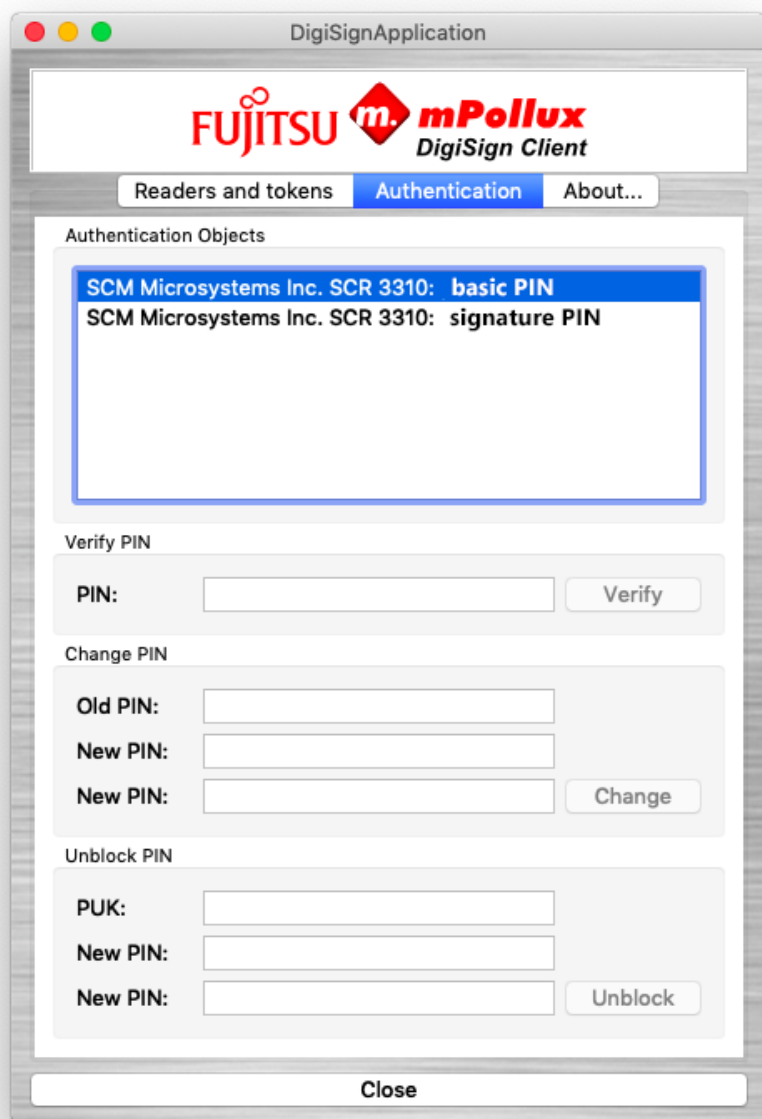 DigiSignApplication
FUJITSU m. mPollux
DigiSign Client
Readers and tokens Authentication About...
Authentication Objects
SCM Microsystems Inc. SCR 3310: basic PIN
SCM Microsystems Inc. SCR 3310: signature PIN
Verify PIN
PIN: Verify
Change PIN
Old PIN:
New PIN:
New PIN: Change
Unblock PIN
PUK:
New PIN:
New PIN: Unblock
Close